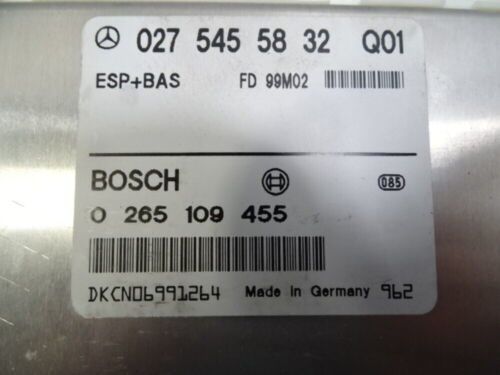 027 545 58 32 Q01
ESP+BAS FD 99M02
BOSCH 085
0 265 109 455
DKCN06991264 Made in Germany 962